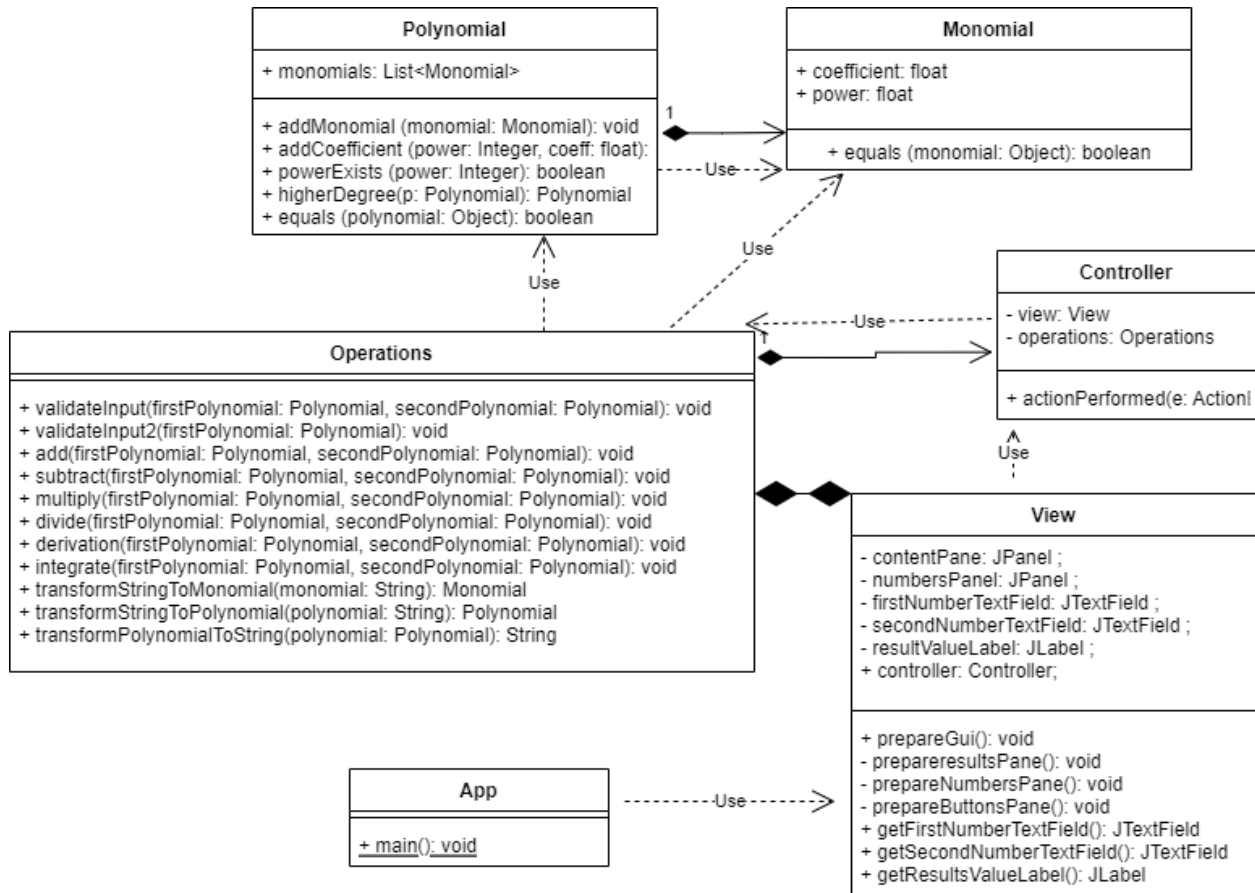 Polynomial
+ monomials: List<Monomial>
+ addMonomial (monomial: Monomial): void
+ addCoefficient (power: Integer, coeff: float):
+ powerExists (power: Integer): boolean
+ higherDegree(p: Polynomial): Polynomial
+ equals (polynomial: Object): boolean
1
Use
Monomial
+ coefficient: float
+ power: float
+ equals (monomial: Object): boolean
Use
Use
Controller
- view: View
- operations: Operations
+ actionPerformed(e: Action
Use
1
Use
Operations
+ validateInput(firstPolynomial: Polynomial, secondPolynomial: Polynomial): void
+ validateInput2(firstPolynomial: Polynomial): void
+ add(firstPolynomial: Polynomial, secondPolynomial: Polynomial): void
+ subtract(firstPolynomial: Polynomial, secondPolynomial: Polynomial): void
+ multiply(firstPolynomial: Polynomial, secondPolynomial: Polynomial): void
+ divide(firstPolynomial: Polynomial, secondPolynomial: Polynomial): void
+ derivation(firstPolynomial: Polynomial, secondPolynomial: Polynomial): void
+ integrate(firstPolynomial: Polynomial, secondPolynomial: Polynomial): void
+ transformStringToMonomial(monomial: String): Monomial
+ transformStringToPolynomial(polynomial: String): Polynomial
+ transformPolynomialToString(polynomial: Polynomial): String
View
- contentPane: JPanel ;
- numbersPanel: JPanel ;
- firstNumberTextField: JTextField ;
- secondNumberTextField: JTextField ;
- resultValueLabel: JLabel ;
+ controller: Controller;
+ prepareGui(): void
- prepareresultsPane(): void
- prepareNumbersPane(): void
- prepareButtonsPane(): void
+ getFirstNumberTextField(): JTextField
+ getSecondNumberTextField(): JTextField
+ getResultsValueLabel(): JLabel
App
+ main(): void
Use